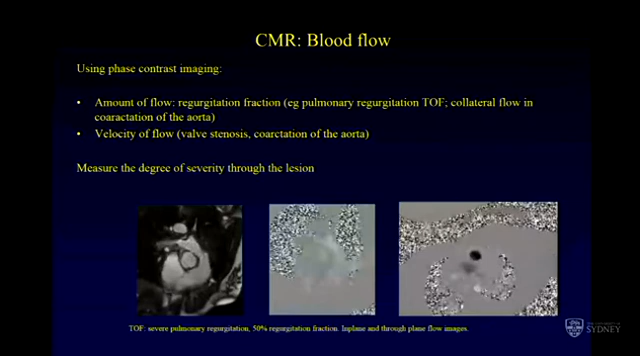 CMR: Blood flow
Using phase contrast imaging:
• Amount of flow: regurgitation fraction (eg pulmonary regurgitation TOF; collateral flow in
coaractation of the aorta)
• Velocity of flow (valve stenosis, coarctation of the aorta)
Measure the degree of severity through the lesion
TOF: severe pulmonary regurgitation, 50% regurgitation fraction. Inplane and through plane flow images.
SYDNEY